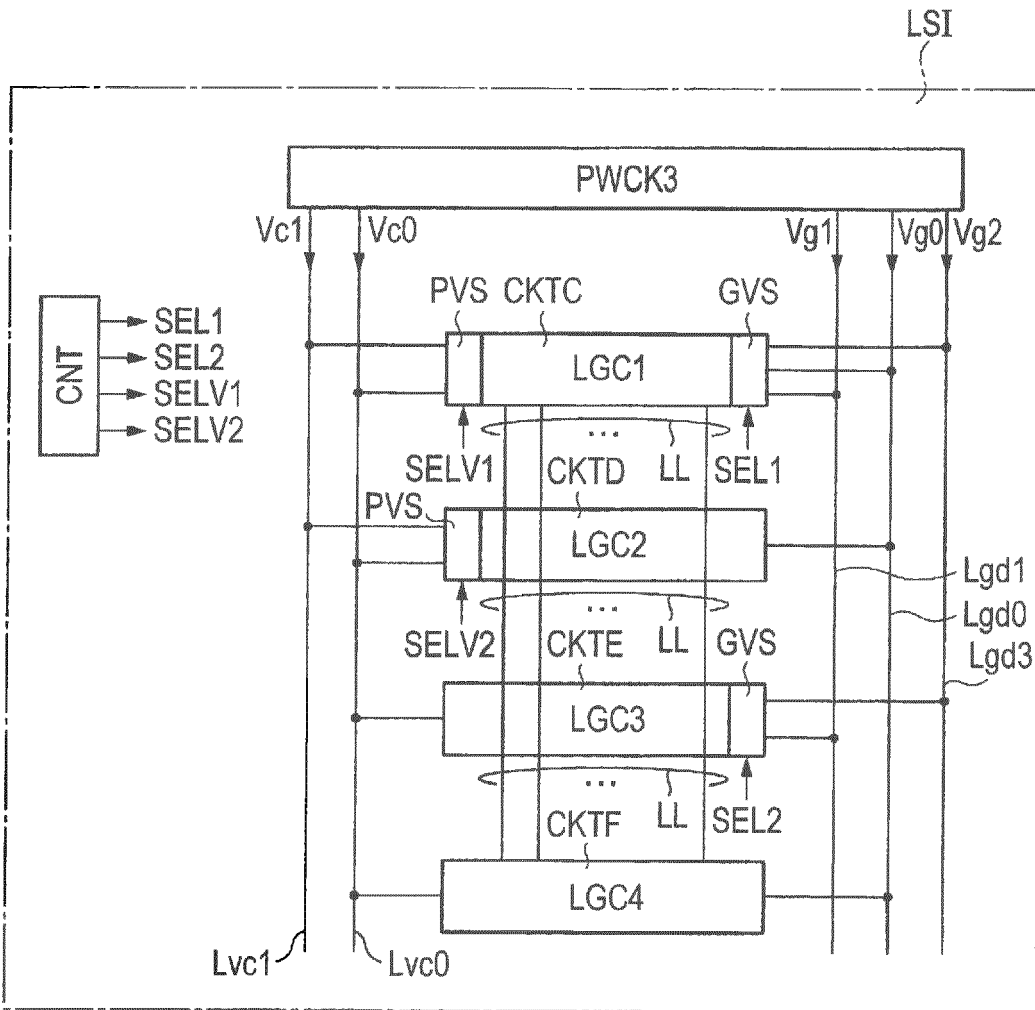 LSI
PWCK3
Vc1
Vc0
Vg1
Vg0
Vg2
CNT
SEL1
SEL2
SELV1
SELV2
PVS
CKTC
GVS
LGC1
...
SELV1
CKTD
LL
SEL1
PVS
LGC2
...
SELV2
CKTE
LL
GVS
Lgd1
Lgd0
Lgd3
LGC3
...
CKTF
LL
SEL2
LGC4
Lvc1
Lvc0